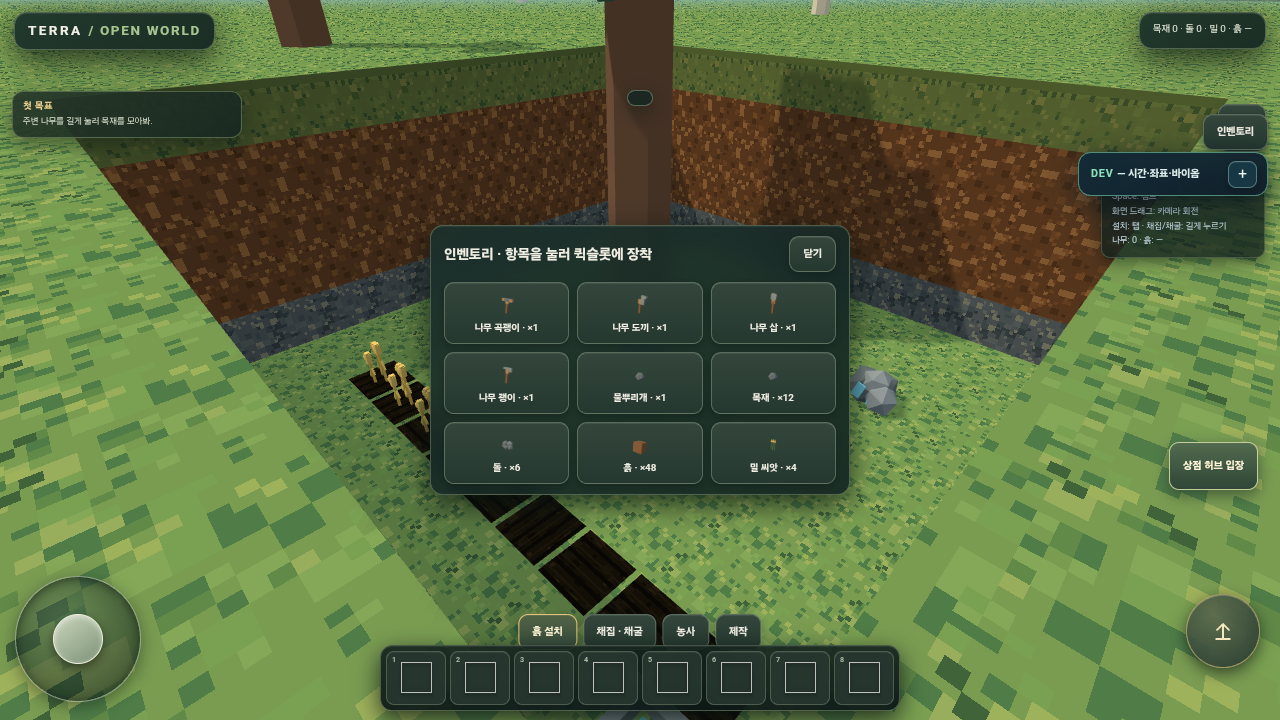 TERRA / OPEN WORLD
목재 0 · 돌 0 · 밀 0 · 흙 —
첫 목표
주변 나무를 길게 눌러 목재를 모아봐.
인벤토리
DEV — 시간·좌표·바이옴
+
화면 드래그: 카메라 회전
설치: 탭 · 채집/채굴: 길게 누르기
나무: 0 · 흙: —
인벤토리 · 항목을 눌러 퀵슬롯에 장착
닫기
나무 곡괭이 · ×1
나무 도끼 · ×1
나무 삽 · ×1
나무 괭이 · ×1
물뿌리개 · ×1
목재 · ×12
돌 · ×6
흙 · ×48
밀 씨앗 · ×4
상점 허브 입장
흙 설치
채집 · 채굴
농사
제작
1
2
3
4
5
6
7
8